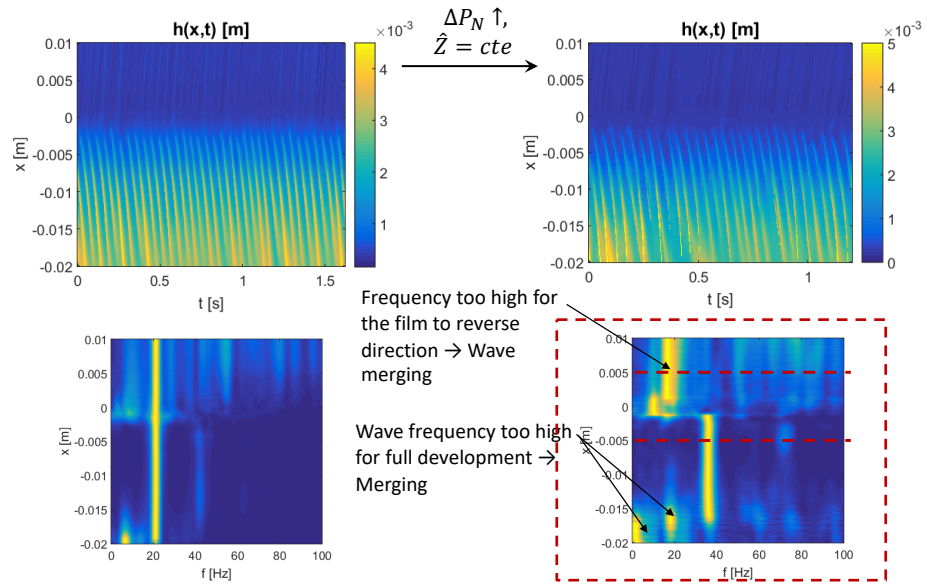 ΔP_N ↑,
Ẑ = cte
h(x,t) [m]
×10⁻³
0.01
0.005
0
-0.005
-0.01
-0.015
-0.02
x [m]
0 0.5 1 1.5
t [s]
4
3
2
1
h(x,t) [m]
×10⁻³
0.01
0.005
0
-0.005
-0.01
-0.015
-0.02
x [m]
0 0.5 1
t [s]
5
4
3
2
1
0
Frequency too high for
the film to reverse
direction → Wave
merging
Wave frequency too high
for full development →
Merging
0.01
0.005
0
-0.005
-0.01
-0.015
-0.02
x [m]
0 20 40 60 80 100
f [Hz]
0.01
0.005
0
-0.005
-0.01
-0.015
-0.02
x [m]
0 20 40 60 80 100
f [Hz]